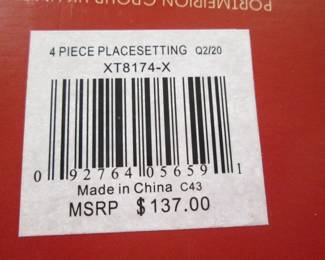 PORTMEIRION GROUP UK
4 PIECE PLACESETTING Q2/20
XT8174-X
0 92764 05659 1
Made in China C43
MSRP $137.00